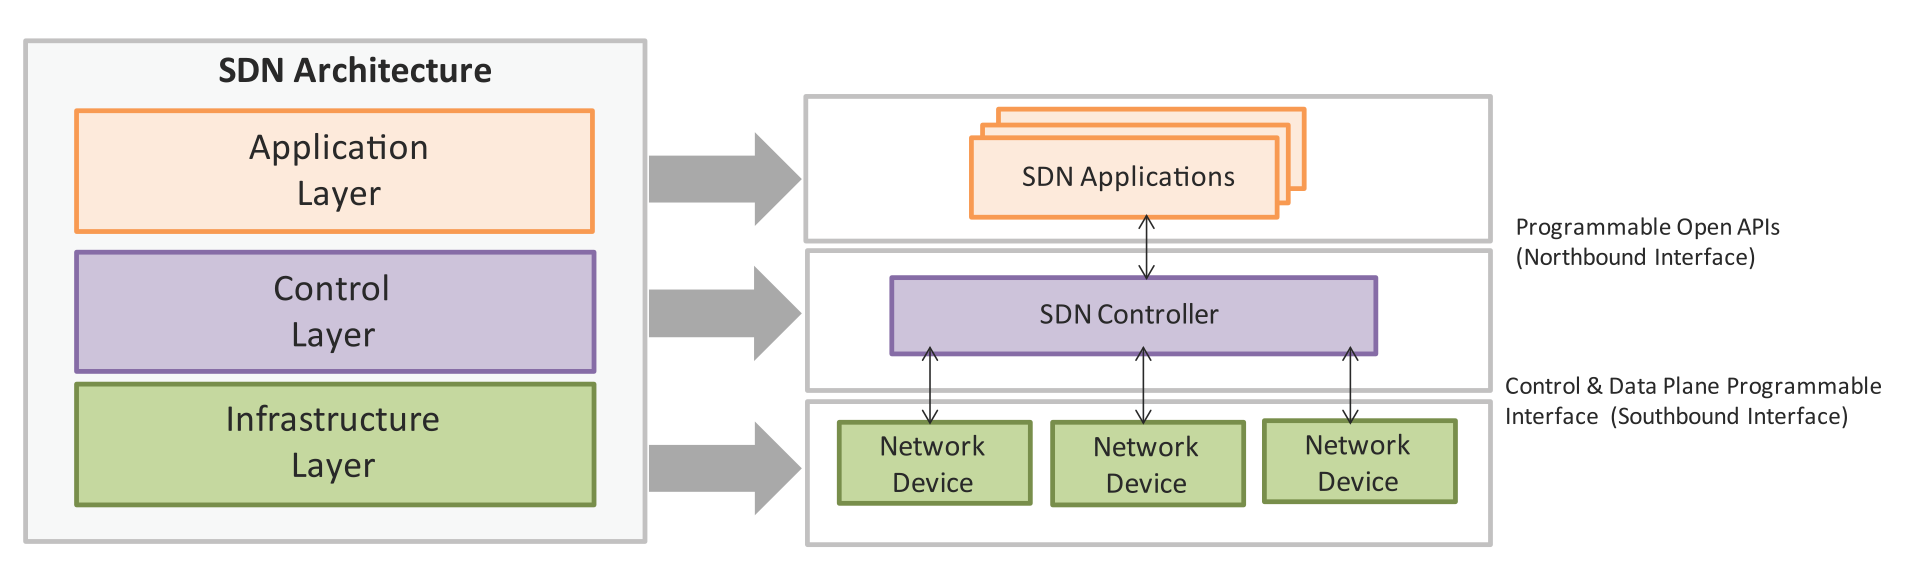 SDN Architecture
Application
Layer
Control
Layer
Infrastructure
Layer
SDN Applications
SDN Controller
Network
Device
Network
Device
Network
Device
Programmable Open APIs
(Northbound Interface)
Control & Data Plane Programmable
Interface (Southbound Interface)